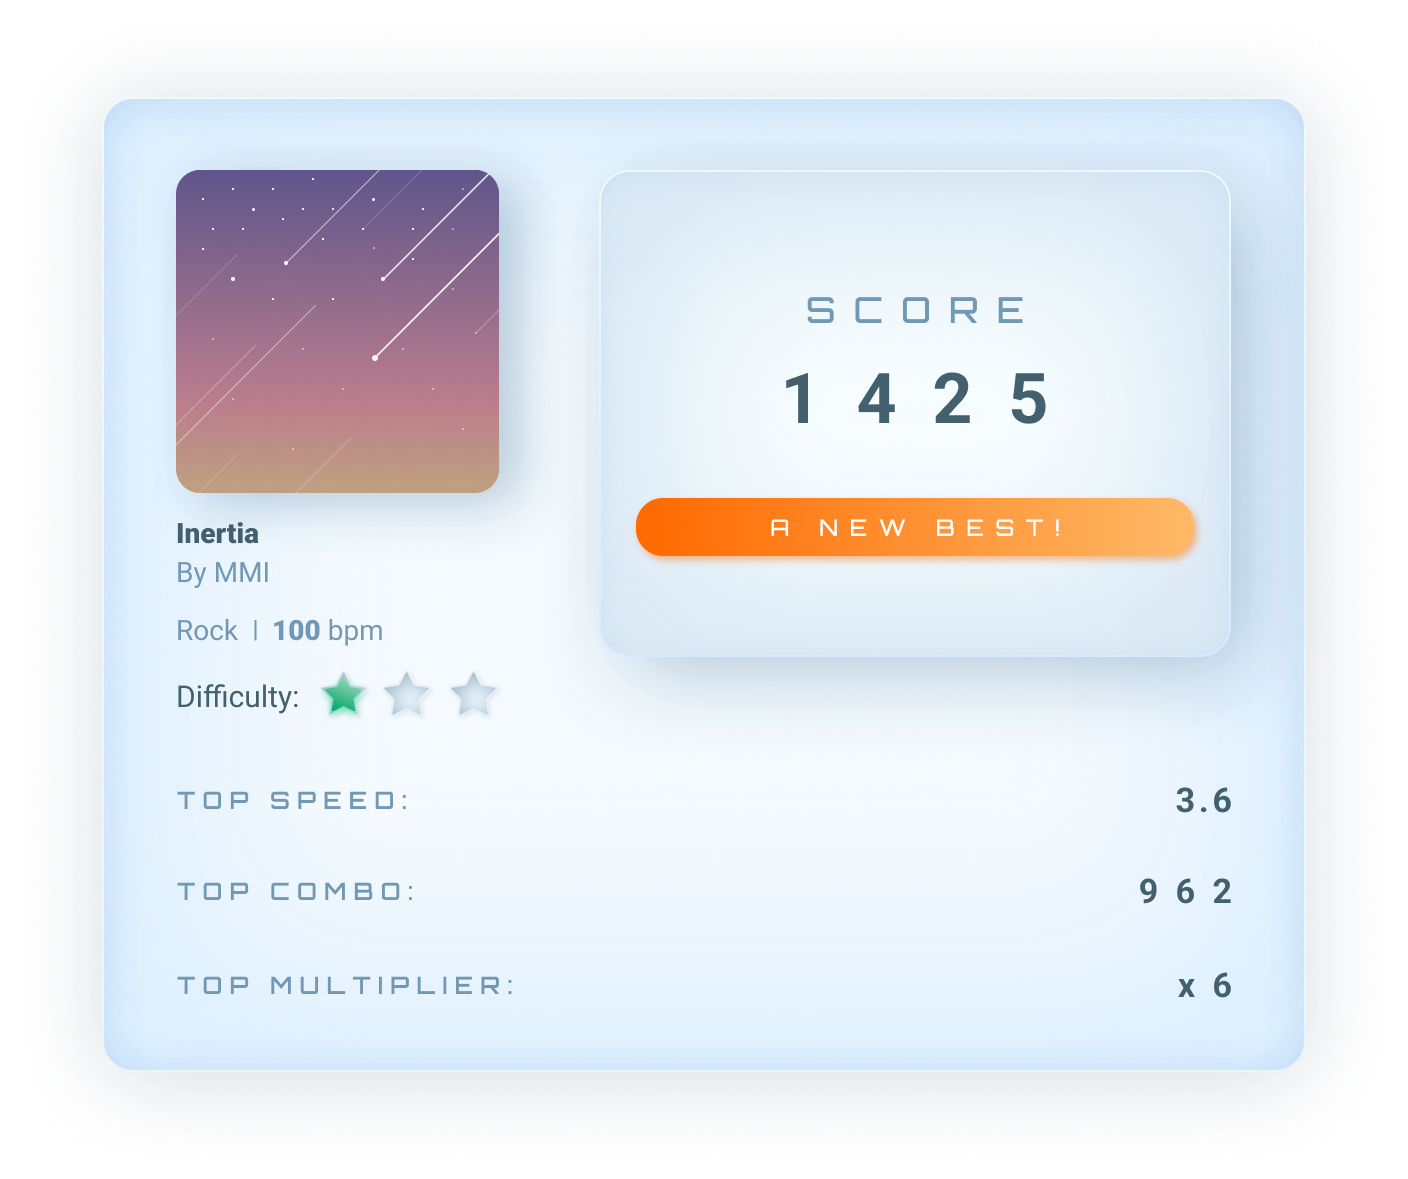 SCORE
1425
A NEW BEST!
Inertia
By MMI
Rock | 100 bpm
Difficulty:
TOP SPEED: 3.6
TOP COMBO: 962
TOP MULTIPLIER: x 6